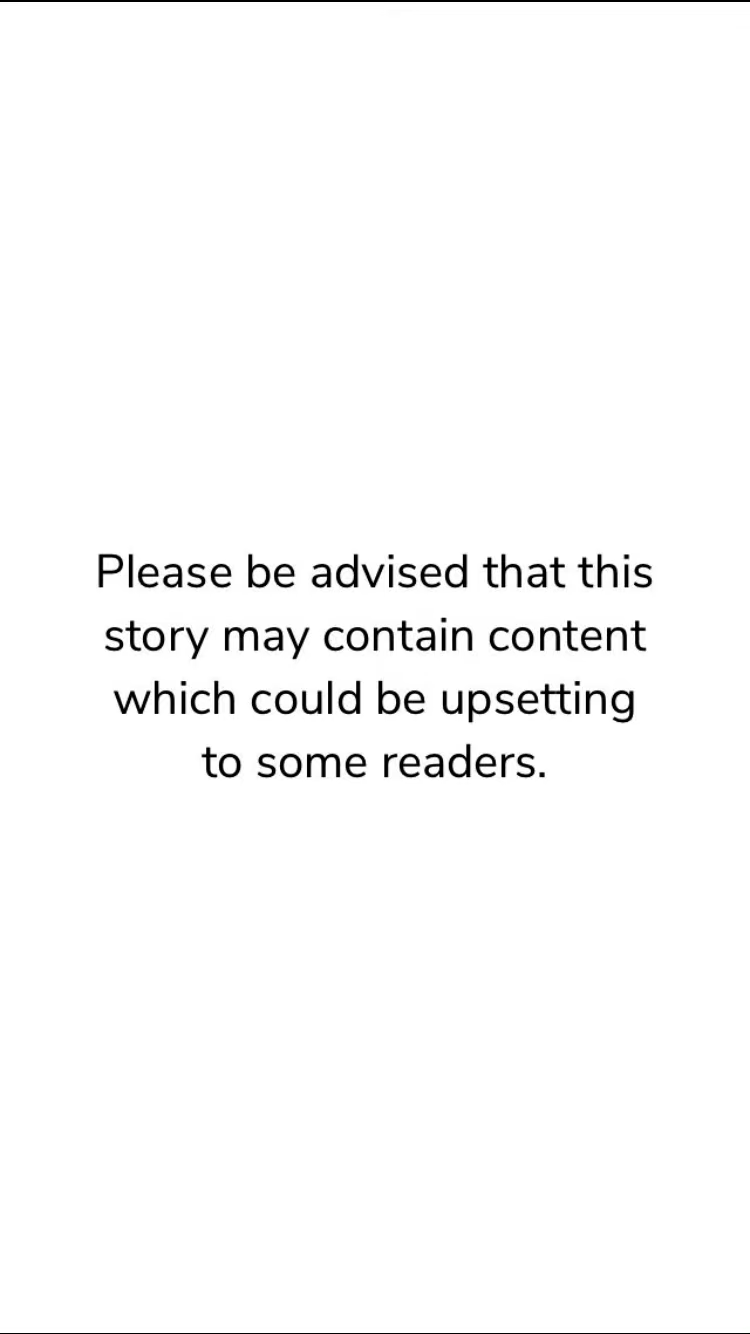 Please be advised that this
story may contain content
which could be upsetting
to some readers.